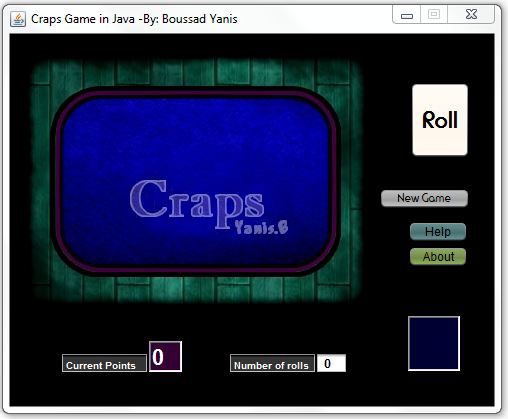 Craps Game in Java -By: Boussad Yanis
Roll
New Game
Craps
Yanis.B
Help
About
Current Points 0
Number of rolls 0